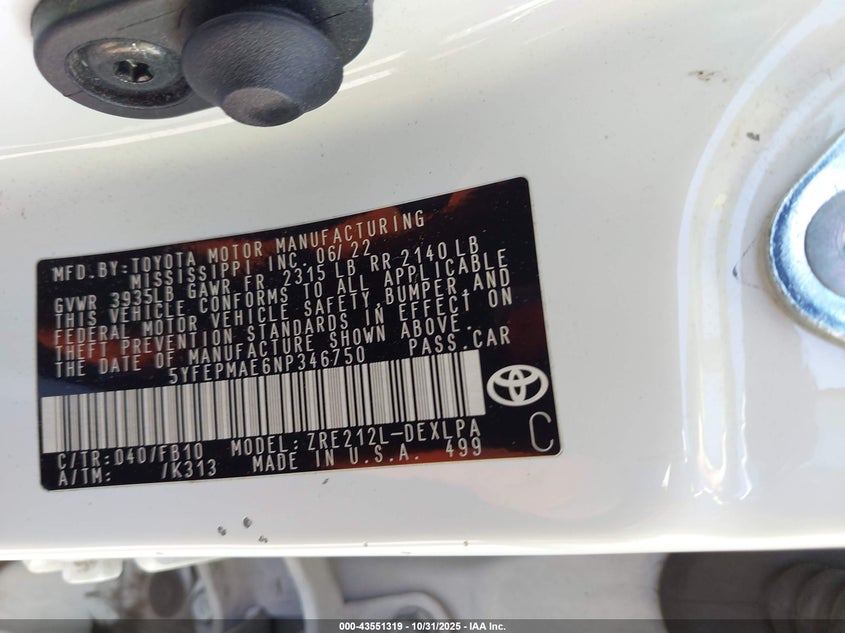 MFD.BY:TOYOTA MOTOR MANUFACTURING
MISSISSIPPI INC. 06/22
GVWR 3935LB GAWR FR 2315 LB RR 2140 LB
THIS VEHICLE CONFORMS TO ALL APPLICABLE
FEDERAL MOTOR VEHICLE SAFETY,BUMPER,AND
THEFT PREVENTION STANDARDS IN EFFECT ON
THE DATE OF MANUFACTURE SHOWN ABOVE.
5YFEPMAE6NP346750 PASS.CAR
C/TR:040/FB10 MODEL: ZRE212L-DEXLPA
A/TM: /K313 MADE IN U.S.A. 499
C
000-43551319 | 10/31/2025 - IAA Inc.